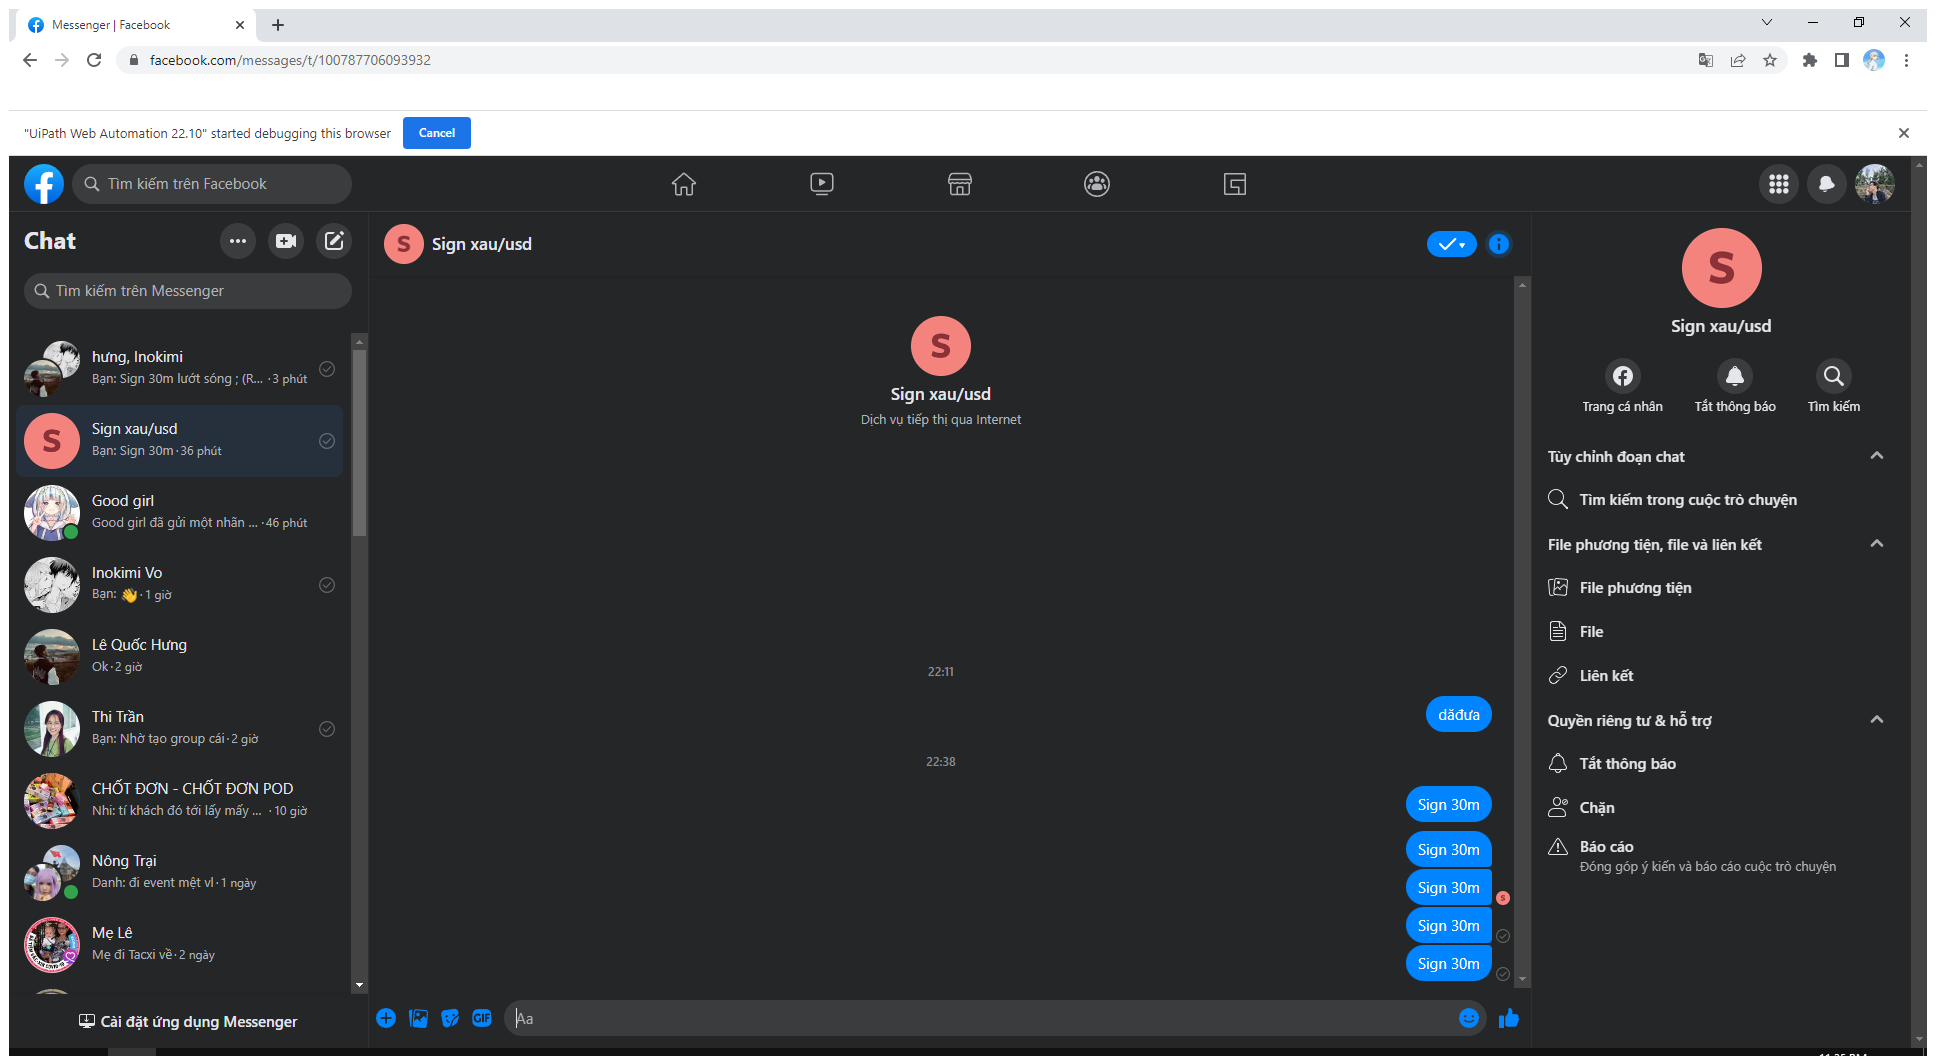 Messenger | Facebook
facebook.com/messages/t/100787706093932
"UiPath Web Automation 22.10" started debugging this browser
Cancel
Tìm kiếm trên Facebook
Chat
Tìm kiếm trên Messenger
hưng, Inokimi
Bạn: Sign 30m lướt sóng ; (R... · 3 phút
S
Sign xau/usd
Bạn: Sign 30m · 36 phút
Good girl
Good girl đã gửi một nhãn ... · 46 phút
Inokimi Vo
Bạn: 👋 · 1 giờ
Lê Quốc Hưng
Ok · 2 giờ
Thi Trần
Bạn: Nhờ tạo group cái · 2 giờ
CHỐT ĐƠN - CHỐT ĐƠN POD
Nhi: tí khách đó tới lấy mấy ... · 10 giờ
Nông Trại
Danh: đi event mệt vl · 1 ngày
Mẹ Lê
Mẹ đi Tacxi về · 2 ngày
Cài đặt ứng dụng Messenger
S
Sign xau/usd
S
Sign xau/usd
Dịch vụ tiếp thị qua Internet
22:11
dăđưa
22:38
Sign 30m
Sign 30m
Sign 30m
S
Sign 30m
Sign 30m
GIF
Aa
S
Sign xau/usd
Trang cá nhân
Tắt thông báo
Tìm kiếm
Tùy chỉnh đoạn chat
Tìm kiếm trong cuộc trò chuyện
File phương tiện, file và liên kết
File phương tiện
File
Liên kết
Quyền riêng tư & hỗ trợ
Tắt thông báo
Chặn
Báo cáo
Đóng góp ý kiến và báo cáo cuộc trò chuyện